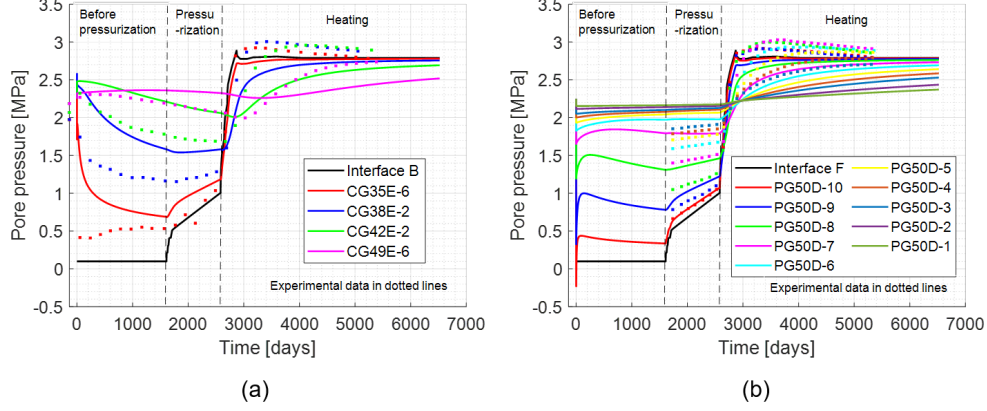 Before
pressurization
Pressu
-rization
Heating
3.5
3
2.5
2
1.5
1
0.5
0
-0.5
Pore pressure [MPa]
Interface B
CG35E-6
CG38E-2
CG42E-2
CG49E-6
Experimental data in dotted lines
0 1000 2000 3000 4000 5000 6000 7000
Time [days]
(a)
Before
pressurization
Pressu
-rization
Heating
3.5
3
2.5
2
1.5
1
0.5
0
-0.5
Pore pressure [MPa]
Interface F
PG50D-10
PG50D-9
PG50D-8
PG50D-7
PG50D-6
PG50D-5
PG50D-4
PG50D-3
PG50D-2
PG50D-1
Experimental data in dotted lines
0 1000 2000 3000 4000 5000 6000 7000
Time [days]
(b)